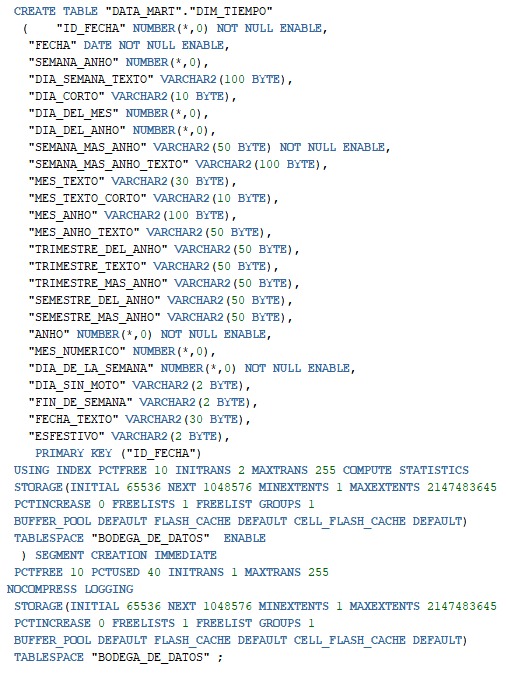 CREATE TABLE "DATA_MART"."DIM_TIEMPO"
( "ID_FECHA" NUMBER(*,0) NOT NULL ENABLE,
"FECHA" DATE NOT NULL ENABLE,
"SEMANA_ANHO" NUMBER(*,0),
"DIA_SEMANA_TEXTO" VARCHAR2(100 BYTE),
"DIA_CORTO" VARCHAR2(10 BYTE),
"DIA_DEL_MES" NUMBER(*,0),
"DIA_DEL_ANHO" NUMBER(*,0),
"SEMANA_MAS_ANHO" VARCHAR2(50 BYTE) NOT NULL ENABLE,
"SEMANA_MAS_ANHO_TEXTO" VARCHAR2(100 BYTE),
"MES_TEXTO" VARCHAR2(30 BYTE),
"MES_TEXTO_CORTO" VARCHAR2(10 BYTE),
"MES_ANHO" VARCHAR2(100 BYTE),
"MES_ANHO_TEXTO" VARCHAR2(50 BYTE),
"TRIMESTRE_DEL_ANHO" VARCHAR2(50 BYTE),
"TRIMESTRE_TEXTO" VARCHAR2(50 BYTE),
"TRIMESTRE_MAS_ANHO" VARCHAR2(50 BYTE),
"SEMESTRE_DEL_ANHO" VARCHAR2(50 BYTE),
"SEMESTRE_MAS_ANHO" VARCHAR2(50 BYTE),
"ANHO" NUMBER(*,0) NOT NULL ENABLE,
"MES_NUMERICO" NUMBER(*,0),
"DIA_DE_LA_SEMANA" NUMBER(*,0) NOT NULL ENABLE,
"DIA_SIN_MOTO" VARCHAR2(2 BYTE),
"FIN_DE_SEMANA" VARCHAR2(2 BYTE),
"FECHA_TEXTO" VARCHAR2(30 BYTE),
"ESFESTIVO" VARCHAR2(2 BYTE),
PRIMARY KEY ("ID_FECHA")
USING INDEX PCTFREE 10 INITRANS 2 MAXTRANS 255 COMPUTE STATISTICS
STORAGE(INITIAL 65536 NEXT 1048576 MINEXTENTS 1 MAXEXTENTS 2147483645
PCTINCREASE 0 FREELISTS 1 FREELIST GROUPS 1
BUFFER_POOL DEFAULT FLASH_CACHE DEFAULT CELL_FLASH_CACHE DEFAULT)
TABLESPACE "BODEGA_DE_DATOS" ENABLE
) SEGMENT CREATION IMMEDIATE
PCTFREE 10 PCTUSED 40 INITRANS 1 MAXTRANS 255
NOCOMPRESS LOGGING
STORAGE(INITIAL 65536 NEXT 1048576 MINEXTENTS 1 MAXEXTENTS 2147483645
PCTINCREASE 0 FREELISTS 1 FREELIST GROUPS 1
BUFFER_POOL DEFAULT FLASH_CACHE DEFAULT CELL_FLASH_CACHE DEFAULT)
TABLESPACE "BODEGA_DE_DATOS" ;